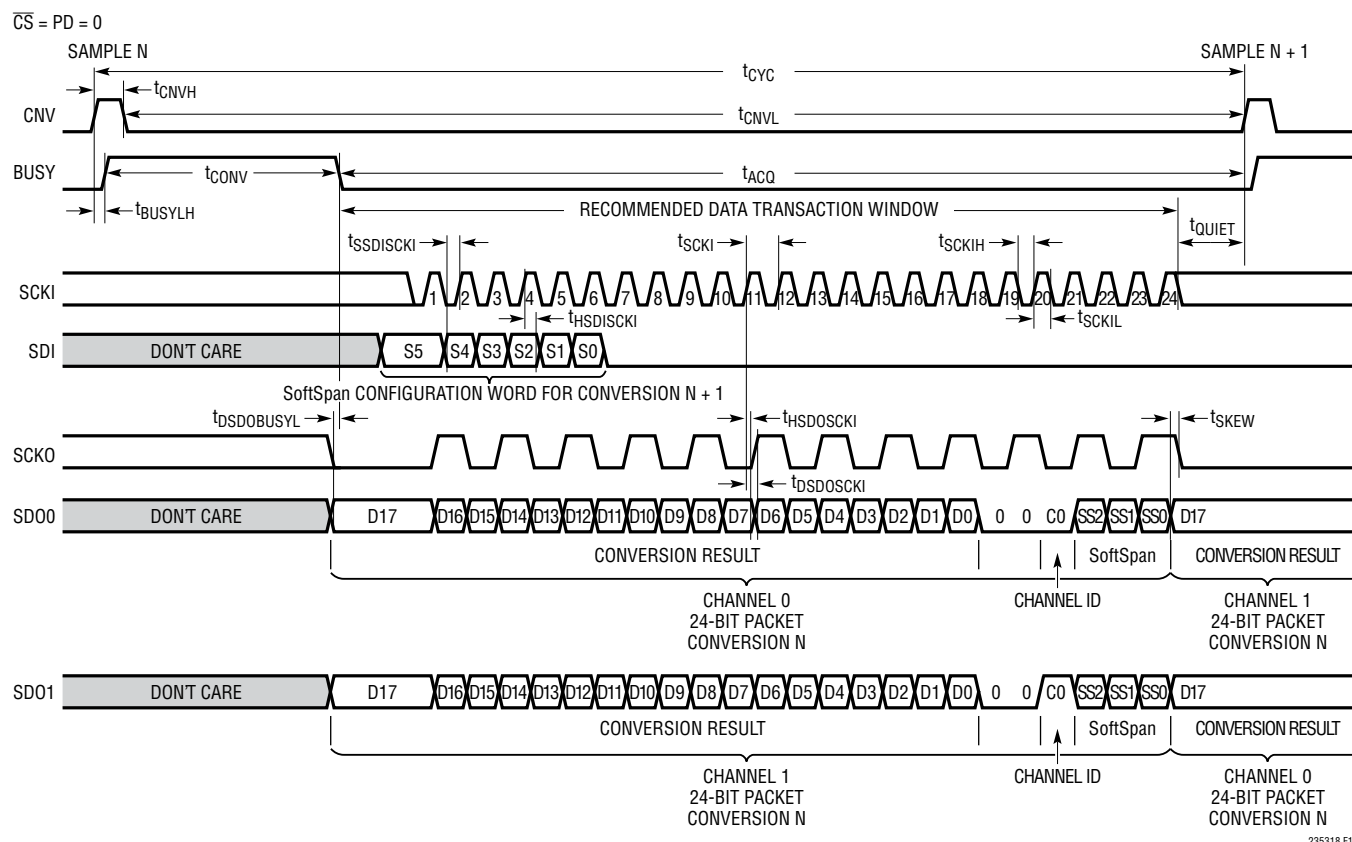 CS = PD = 0
SAMPLE N
SAMPLE N + 1
tCYC
tCNVH
CNV
tCNVL
BUSY
tCONV
tACQ
tBUSYLH
RECOMMENDED DATA TRANSACTION WINDOW
tSSDISCKI
tSCKI
tSCKIH
tQUIET
SCKI
1 2 3 4 5 6 7 8 9 10 11 12 13 14 15 16 17 18 19 20 21 22 23 24
tHSDISCKI
tSCKIL
SDI
DON'T CARE
S5 S4 S3 S2 S1 S0
SoftSpan CONFIGURATION WORD FOR CONVERSION N + 1
tDSDOBUSYL
tHSDOSCKI
tSKEW
SCKO
tDSDOSCKI
SDO0
DON'T CARE
D17 D16 D15 D14 D13 D12 D11 D10 D9 D8 D7 D6 D5 D4 D3 D2 D1 D0 0 0 C0 SS2 SS1 SS0 D17
CONVERSION RESULT
SoftSpan
CONVERSION RESULT
CHANNEL 0
24-BIT PACKET
CONVERSION N
CHANNEL ID
CHANNEL 1
24-BIT PACKET
CONVERSION N
SDO1
DON'T CARE
D17 D16 D15 D14 D13 D12 D11 D10 D9 D8 D7 D6 D5 D4 D3 D2 D1 D0 0 0 C0 SS2 SS1 SS0 D17
CONVERSION RESULT
SoftSpan
CONVERSION RESULT
CHANNEL 1
24-BIT PACKET
CONVERSION N
CHANNEL ID
CHANNEL 0
24-BIT PACKET
CONVERSION N